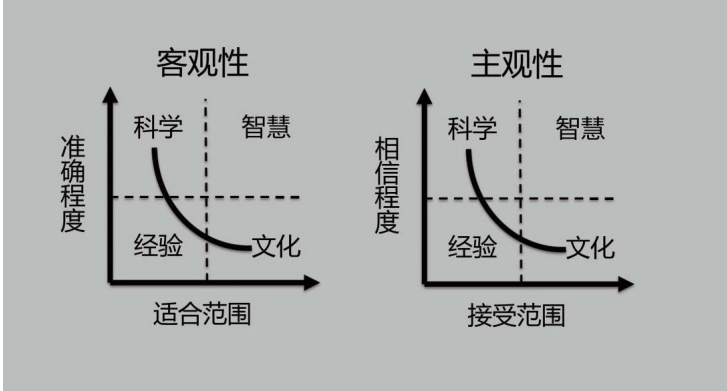 客观性
准确程度
科学
智慧
经验
文化
适合范围
主观性
相信程度
科学
智慧
经验
文化
接受范围